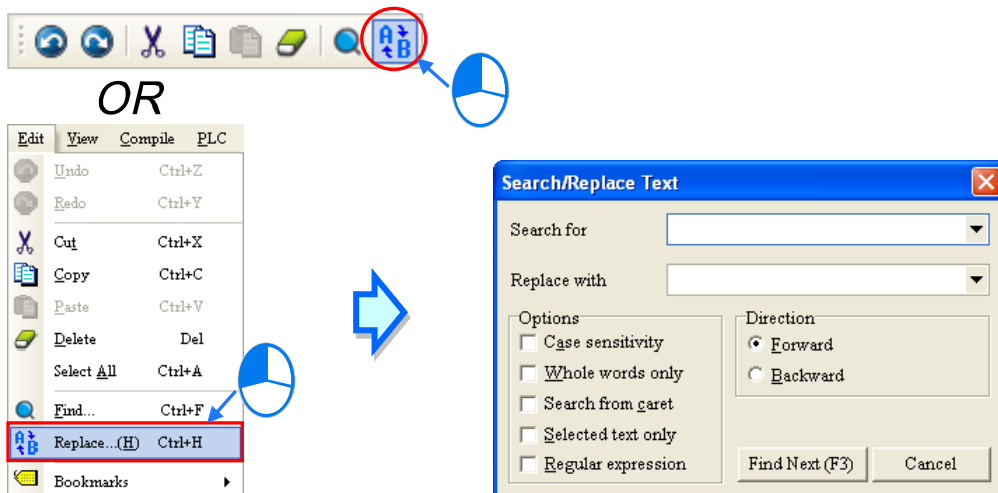 A
B
OR
Edit View Compile PLC
Undo Ctrl+Z
Redo Ctrl+Y
Cut Ctrl+X
Copy Ctrl+C
Paste Ctrl+V
Delete Del
Select All Ctrl+A
Find... Ctrl+F
A
B
Replace...(H) Ctrl+H
Bookmarks
Search/Replace Text
Search for
Replace with
Options
Case sensitivity
Whole words only
Search from caret
Selected text only
Regular expression
Direction
Forward
Backward
Find Next (F3) Cancel